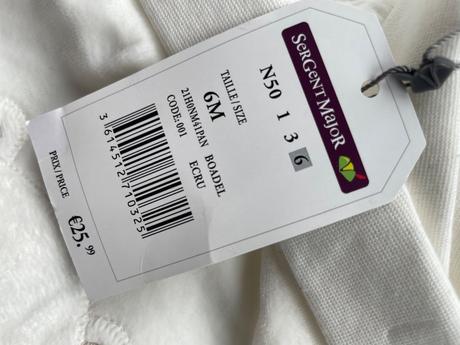 SeRGeNT MajoR
N50 1 3 6
TAILLE/SIZE
6M
21H0NM41PAN BOADEL
CODE: 001 ECRU
3 614512 710325
PRIX/PRICE
€25.99